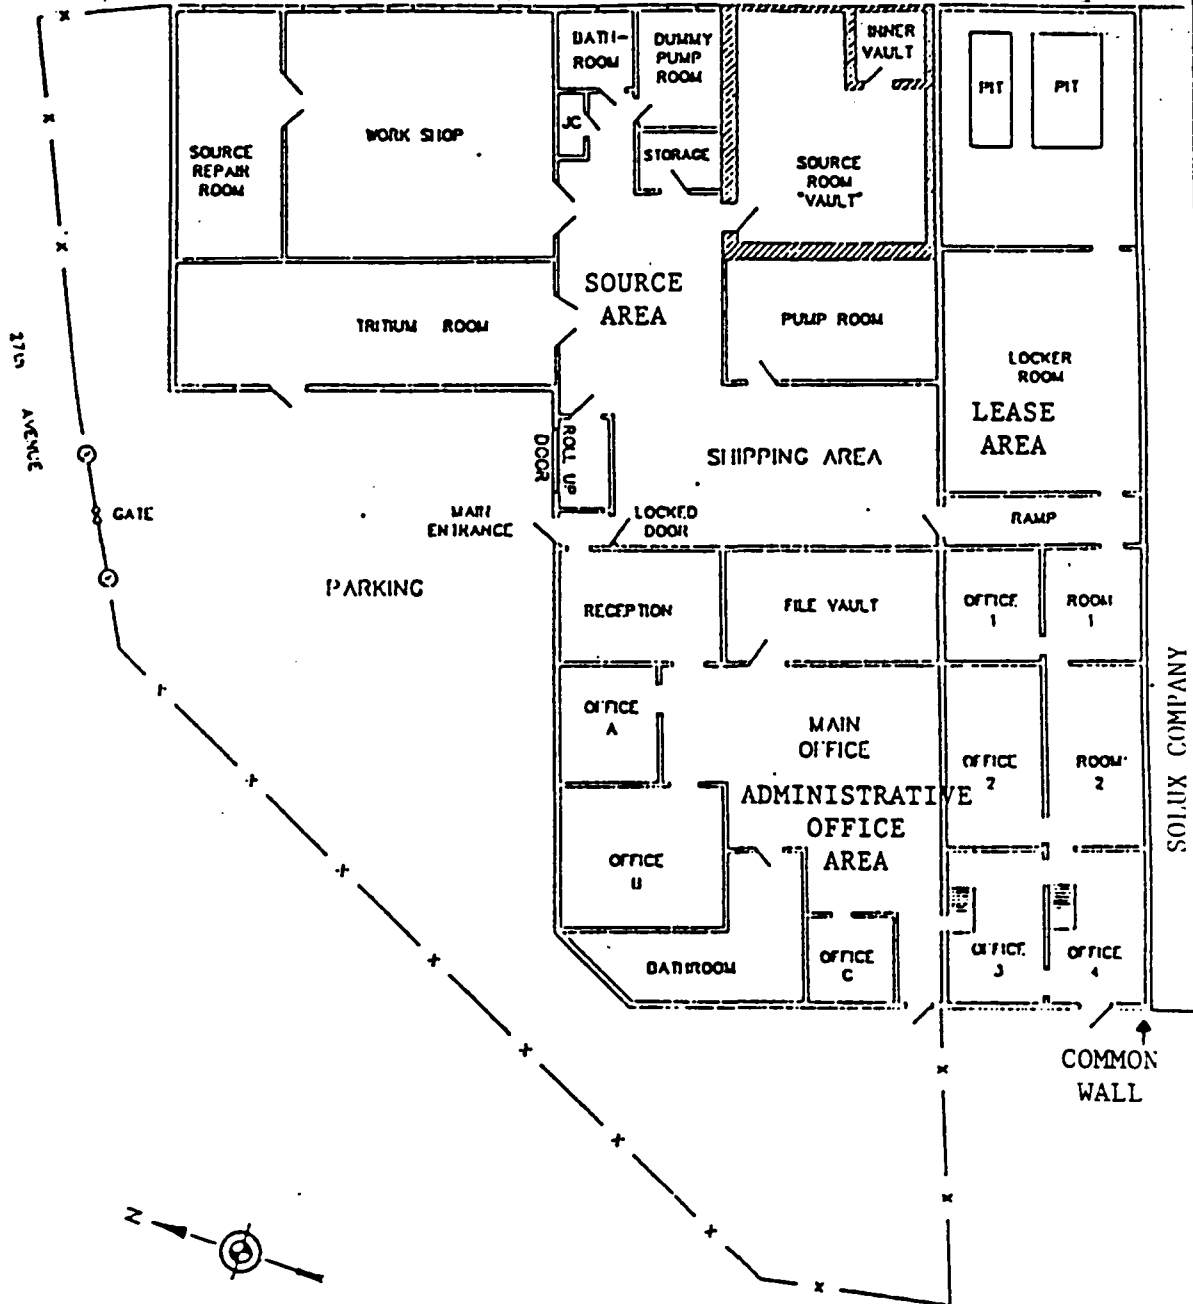 BATH-
ROOM
DUMMY
PUMP
ROOM
INNER
VAULT
PIT
PIT
JC
WORK SHOP
STORAGE
SOURCE
REPAIR
ROOM
SOURCE
ROOM
"VAULT"
SOURCE
AREA
TRITIUM ROOM
PUMP ROOM
LOCKER
ROOM
27th AVENUE
LEASE
AREA
ROLL UP
DOOR
SHIPPING AREA
GATE
MAIN
ENTRANCE
LOCKED
DOOR
RAMP
PARKING
RECEPTION
FILE VAULT
OFFICE
1
ROOM
1
OFFICE
A
MAIN
OFFICE
OFFICE
2
ROOM
2
SOLUX COMPANY
ADMINISTRATIVE
OFFICE
AREA
OFFICE
B
BATHROOM
OFFICE
C
OFFICE
3
OFFICE
4
COMMON
WALL
N